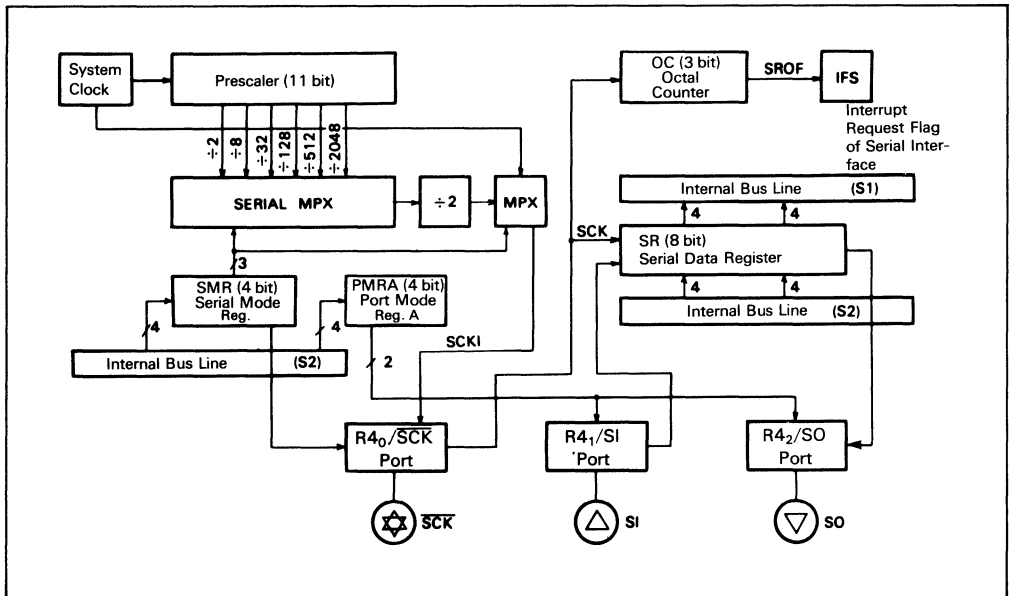 System
Clock
Prescaler (11 bit)
OC (3 bit)
Octal
Counter
SROF
IFS
Interrupt
Request Flag
of Serial Inter-
face
÷2
÷8
÷32
÷128
÷512
÷2048
SERIAL MPX
÷2
MPX
Internal Bus Line (S1)
4
4
SCK
SR (8 bit)
Serial Data Register
3
SMR (4 bit)
Serial Mode
Reg.
PMRA (4 bit)
Port Mode
Reg. A
4
4
4
4
Internal Bus Line (S2)
SCKI
Internal Bus Line (S2)
2
R4₀/S̅C̅K̅
Port
R4₁/SI
Port
R4₂/SO
Port
S̅C̅K̅
SI
SO